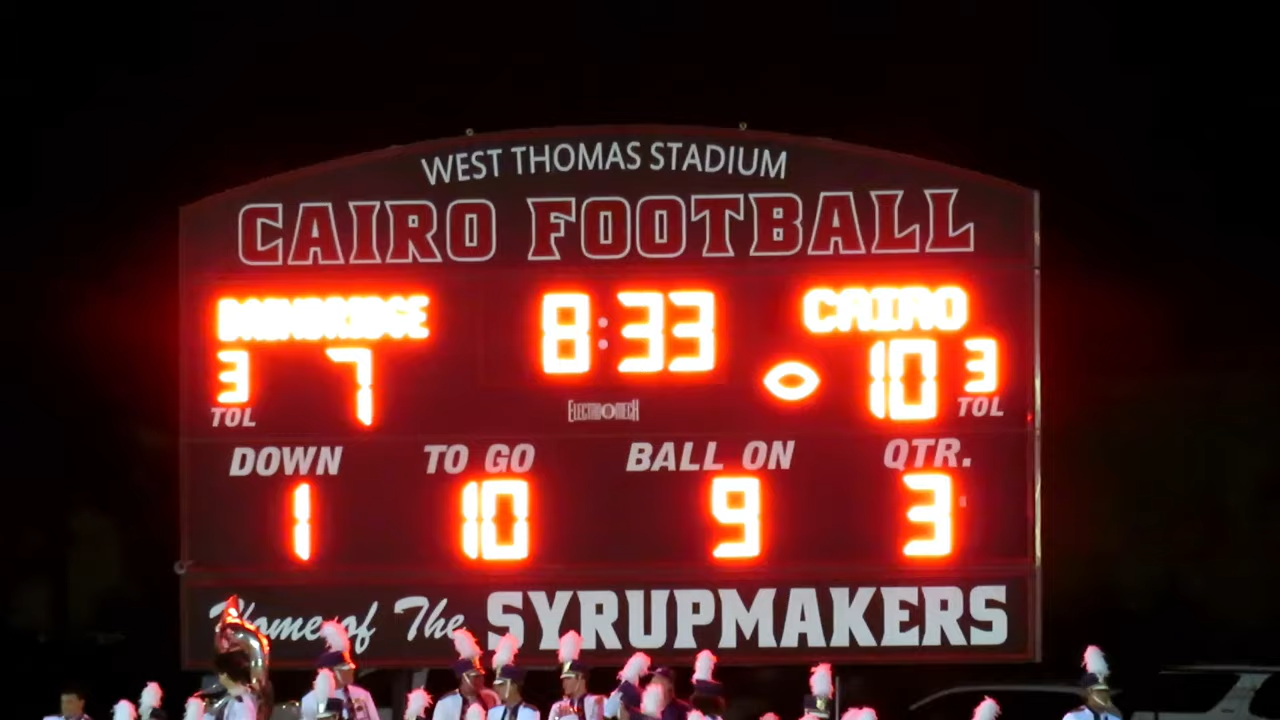 WEST THOMAS STADIUM
CAIRO FOOTBALL
BAINBRIDGE 8:33 CAIRO
3 7 10 3
TOL TOL
ELECTRO-MECH
DOWN TO GO BALL ON QTR.
1 10 9 3
Home of The SYRUPMAKERS